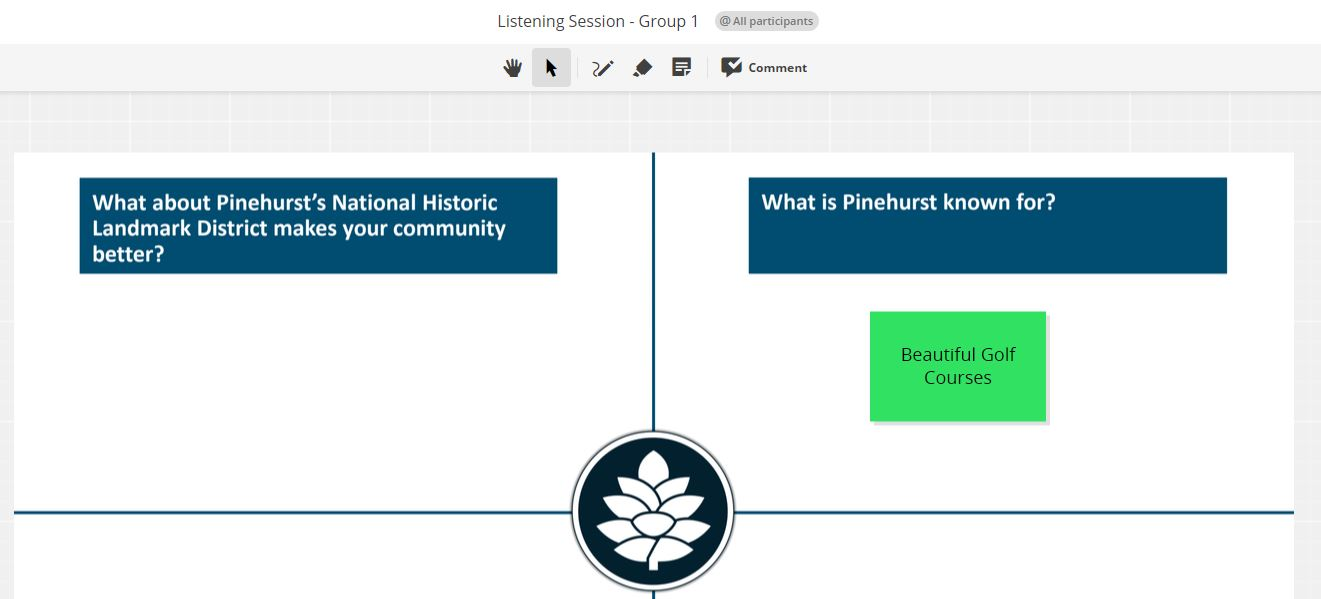 Listening Session - Group 1 @ All participants
Comment
What about Pinehurst’s National Historic
Landmark District makes your community
better?
What is Pinehurst known for?
Beautiful Golf
Courses